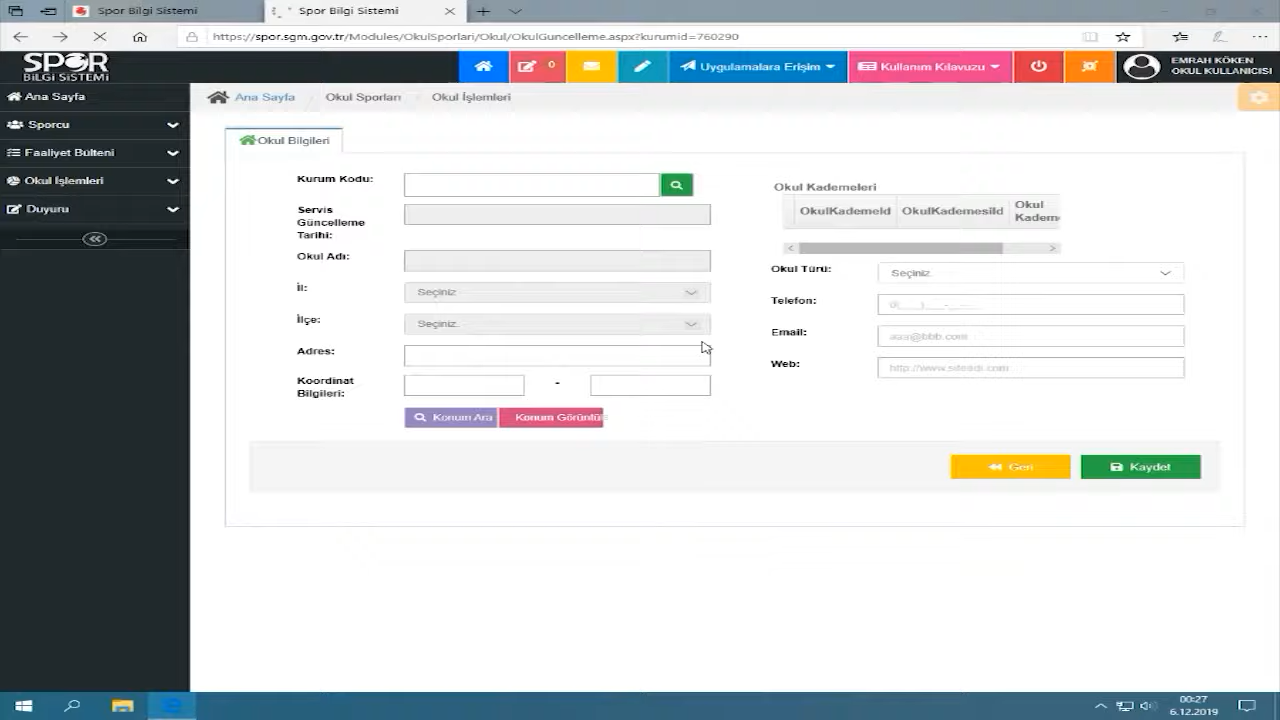 Spor Bilgi Sistemi
Spor Bilgi Sistemi
https://spor.sgm.gov.tr/Modules/OkulSporlari/Okul/OkulGuncelleme.aspx?kurumid=760290
SPOR
BİLGİ SİSTEMİ
0
Uygulamalara Erişim
Kullanım Kılavuzu
EMRAH KÖKEN
OKUL KULLANICISI
Ana Sayfa
Sporcu
Faaliyet Bülteni
Okul İşlemleri
Duyuru
Ana Sayfa
Okul Sporları
Okul İşlemleri
Okul Bilgileri
Kurum Kodu:
Servis
Güncelleme
Tarihi:
Okul Adı:
İl:
Seçiniz
İlçe:
Seçiniz.
Adres:
Koordinat
Bilgileri:
-
Konum Ara
Konum Görüntül
Okul Kademeleri
OkulKademeId
OkulKademesiId
Okul
Kadem
Okul Türü:
Seçiniz.
Telefon:
Email:
aaa@bbb.com
Web:
http://www.siteadi.com
Geri
Kaydet
00:27
6.12.2019